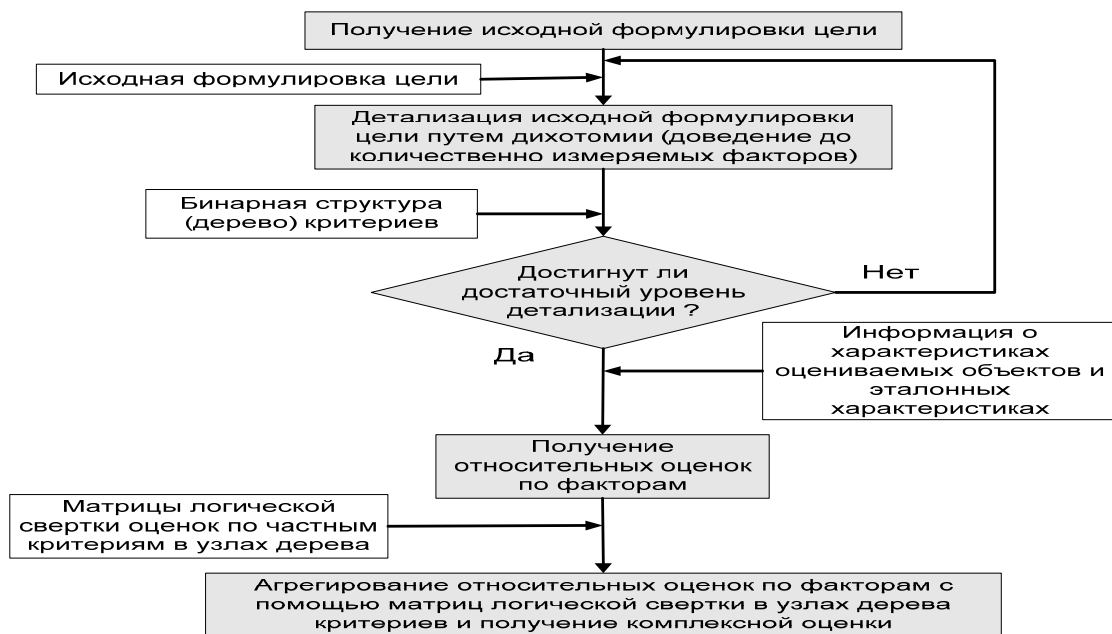 Получение исходной формулировки цели
Исходная формулировка цели
Детализация исходной формулировки
цели путем дихотомии (доведение до
количественно измеряемых факторов)
Бинарная структура
(дерево) критериев
Достигнут ли
достаточный уровень
детализации ?
Нет
Да
Информация о
характеристиках
оцениваемых объектов и
эталонных
характеристиках
Получение
относительных оценок
по факторам
Матрицы логической
свертки оценок по частным
критериям в узлах дерева
Агрегирование относительных оценок по факторам с
помощью матриц логической свертки в узлах дерева
критериев и получение комплексной оценки